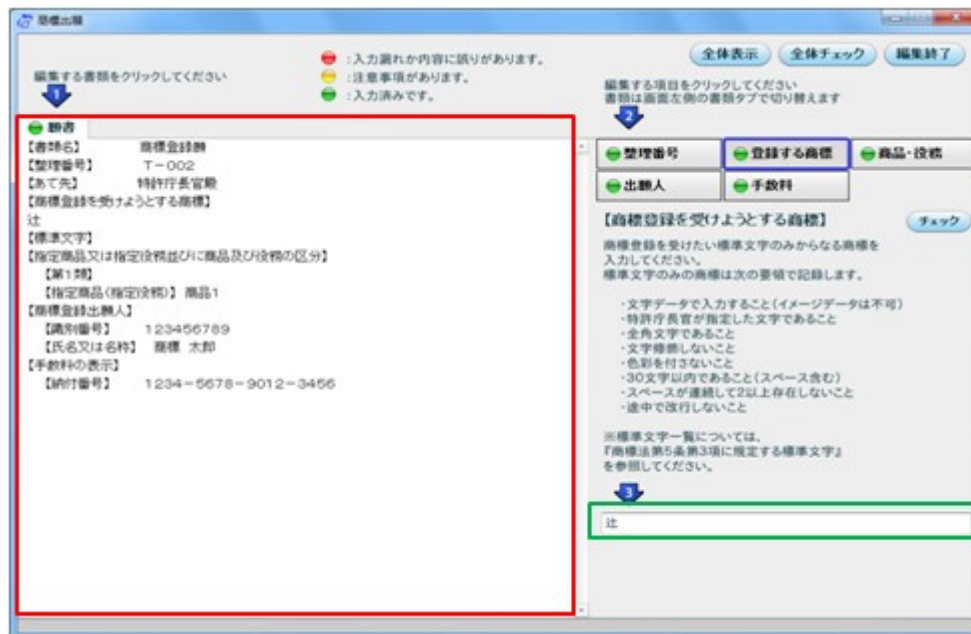 商標出願
全体表示 全体チェック 編集終了
:入力漏れか内容に誤りがあります。
:注意事項があります。
:入力済みです。
編集する書類をクリックしてください
1
編集する項目をクリックしてください
書類は画面左側の書類タブで切り替えます
2
願書
【書類名】 商標登録願
【整理番号】 T-002
【あて先】 特許庁長官殿
【商標登録を受けようとする商標】
辻
【標準文字】
【指定商品又は指定役務並びに商品及び役務の区分】
【第1類】
【指定商品(指定役務)】 商品1
【商標登録出願人】
【識別番号】 123456789
【氏名又は名称】 商標 太郎
【手数料の表示】
【納付番号】 1234-5678-9012-3456
整理番号 登録する商標 商品・役務
出願人 手数料
【商標登録を受けようとする商標】 チェック
商標登録を受けたい標準文字のみからなる商標を
入力してください。
標準文字のみの商標は次の要領で記録します。
・文字データで入力すること(イメージデータは不可)
・特許庁長官が指定した文字であること
・全角文字であること
・文字修飾しないこと
・色彩を付さないこと
・30文字以内であること(スペース含む)
・スペースが連続して2以上存在しないこと
・途中で改行しないこと
※標準文字一覧については、
『商標法第5条第3項に規定する標準文字』
を参照してください。
3
辻